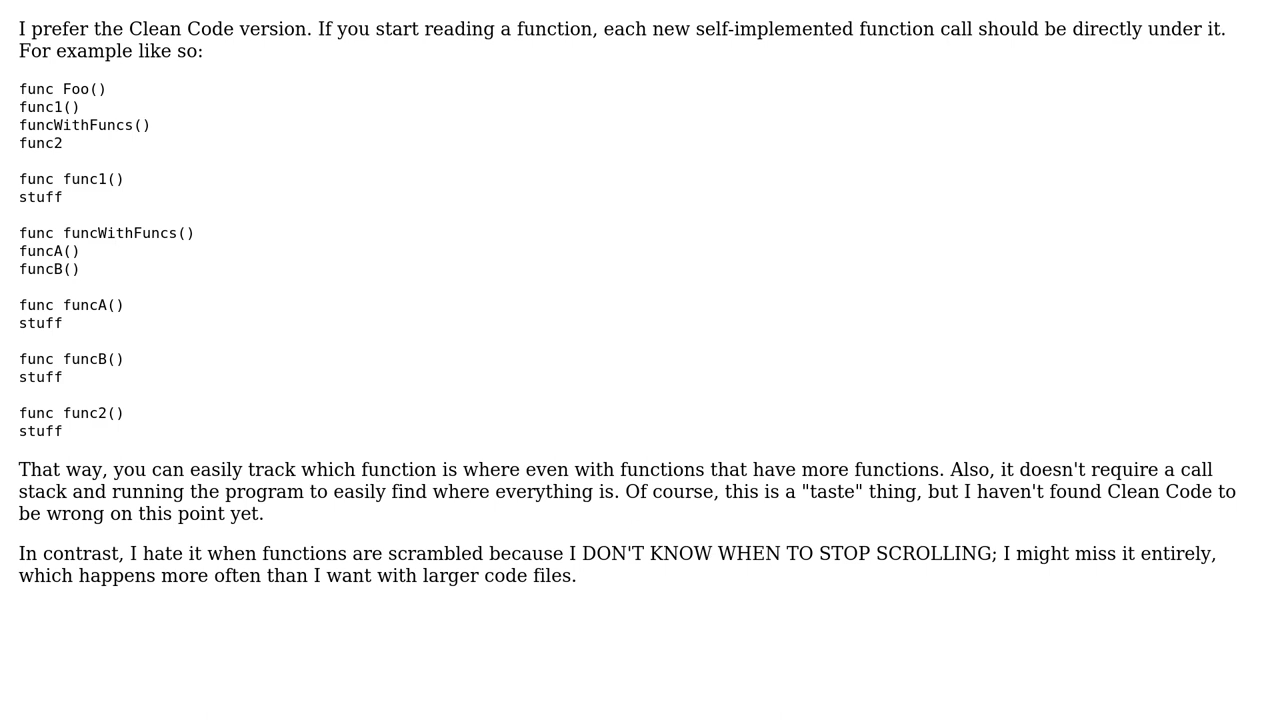 I prefer the Clean Code version. If you start reading a function, each new self-implemented function call should be directly under it.
For example like so:
func Foo()
func1()
funcWithFuncs()
func2
func func1()
stuff
func funcWithFuncs()
funcA()
funcB()
func funcA()
stuff
func funcB()
stuff
func func2()
stuff
That way, you can easily track which function is where even with functions that have more functions. Also, it doesn't require a call
stack and running the program to easily find where everything is. Of course, this is a "taste" thing, but I haven't found Clean Code to
be wrong on this point yet.
In contrast, I hate it when functions are scrambled because I DON'T KNOW WHEN TO STOP SCROLLING; I might miss it entirely,
which happens more often than I want with larger code files.